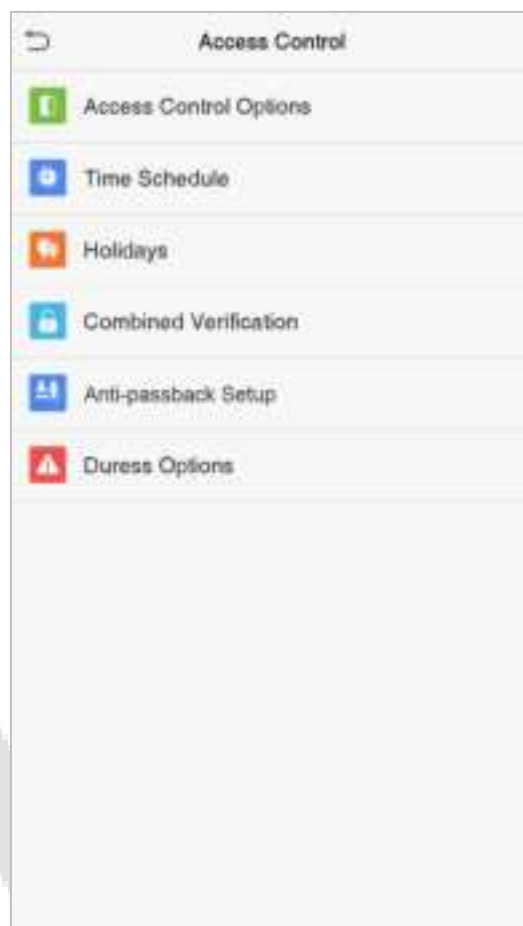 Access Control
Access Control Options
Time Schedule
Holidays
Combined Verification
Anti-passback Setup
Duress Options